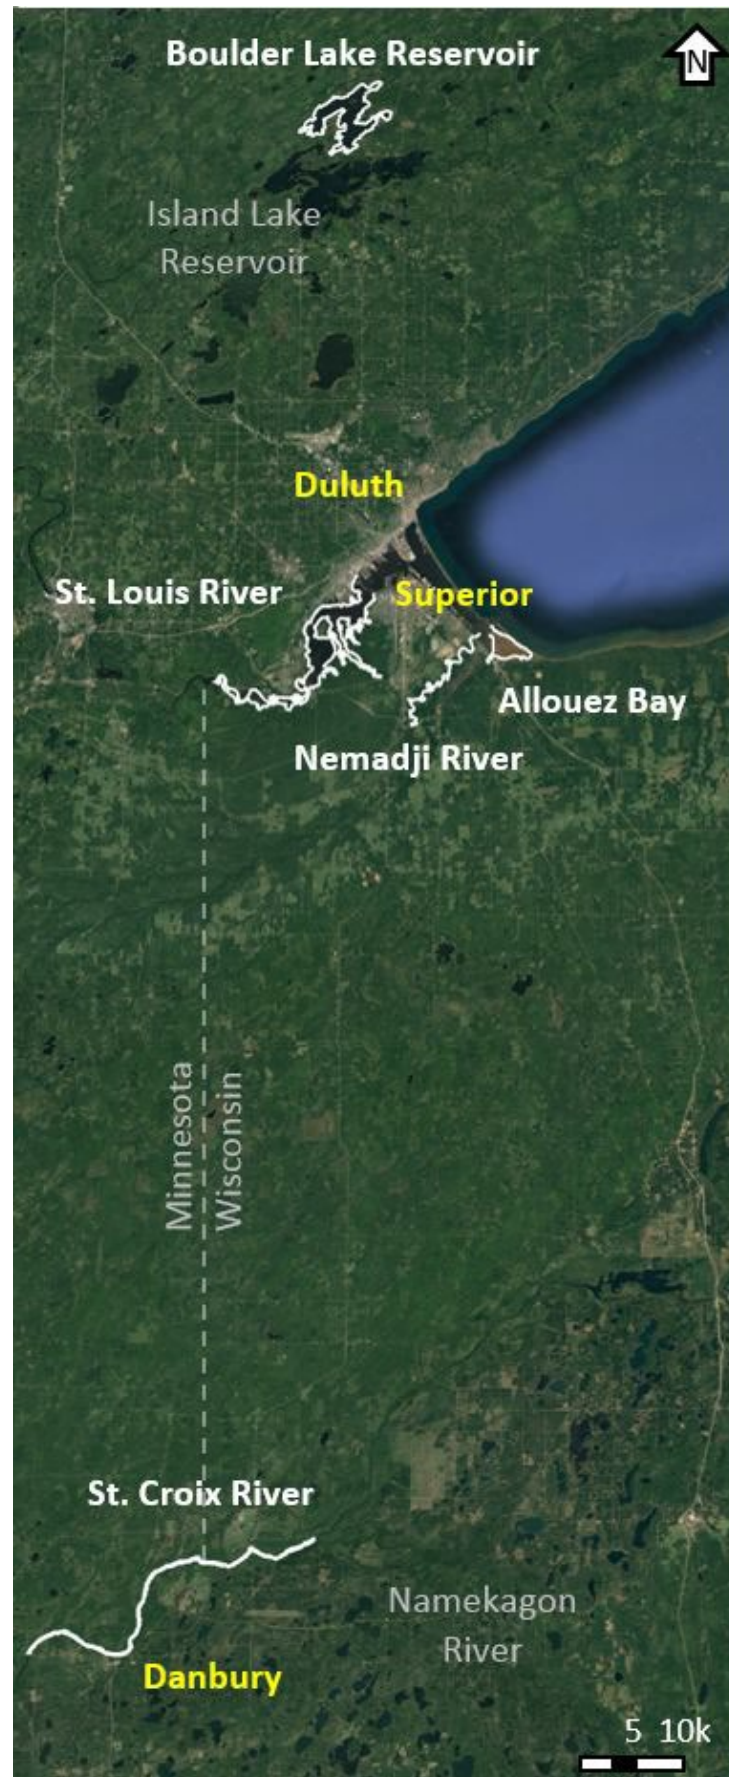 Boulder Lake Reservoir
N
Island Lake
Reservoir
Duluth
St. Louis River
Superior
Allouez Bay
Nemadji River
Minnesota
Wisconsin
St. Croix River
Namekagon
River
Danbury
5 10k